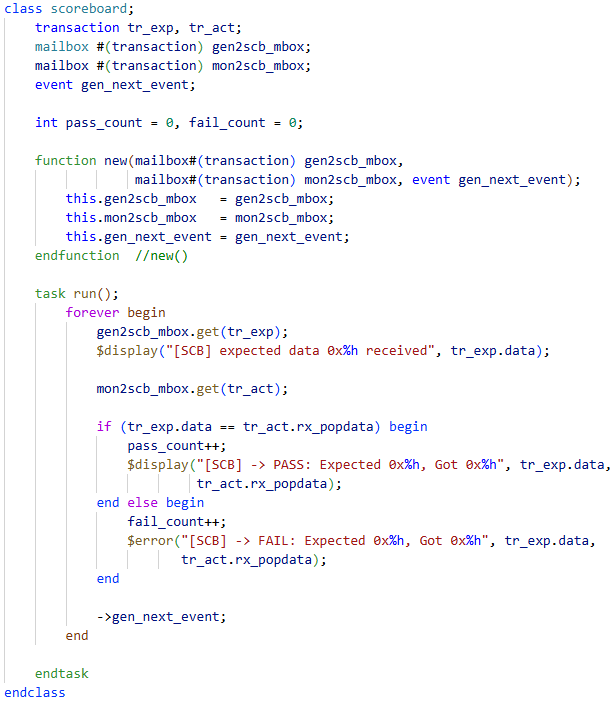 class scoreboard;
    transaction tr_exp, tr_act;
    mailbox #(transaction) gen2scb_mbox;
    mailbox #(transaction) mon2scb_mbox;
    event gen_next_event;

    int pass_count = 0, fail_count = 0;

    function new(mailbox#(transaction) gen2scb_mbox,
                 mailbox#(transaction) mon2scb_mbox, event gen_next_event);
        this.gen2scb_mbox   = gen2scb_mbox;
        this.mon2scb_mbox   = mon2scb_mbox;
        this.gen_next_event = gen_next_event;
    endfunction  //new()

    task run();
        forever begin
            gen2scb_mbox.get(tr_exp);
            $display("[SCB] expected data 0x%h received", tr_exp.data);

            mon2scb_mbox.get(tr_act);

            if (tr_exp.data == tr_act.rx_popdata) begin
                pass_count++;
                $display("[SCB] -> PASS: Expected 0x%h, Got 0x%h", tr_exp.data,
                         tr_act.rx_popdata);
            end else begin
                fail_count++;
                $error("[SCB] -> FAIL: Expected 0x%h, Got 0x%h", tr_exp.data,
                       tr_act.rx_popdata);
            end

            ->gen_next_event;
        end

    endtask
endclass